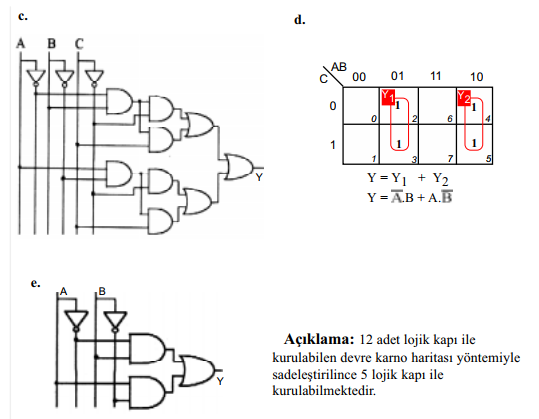 c.
A B C
Y
d.
AB
C
00 01 11 10
0
Y1 1
Y2 1
0 2 6 4
1
1 1
1 3 7 5
Y = Y1 + Y2
Y = A̅.B + A.B̅
e.
A B
Y
Açıklama: 12 adet lojik kapı ile
kurulabilen devre karno haritası yöntemiyle
sadeleştirilince 5 lojik kapı ile
kurulabilmektedir.